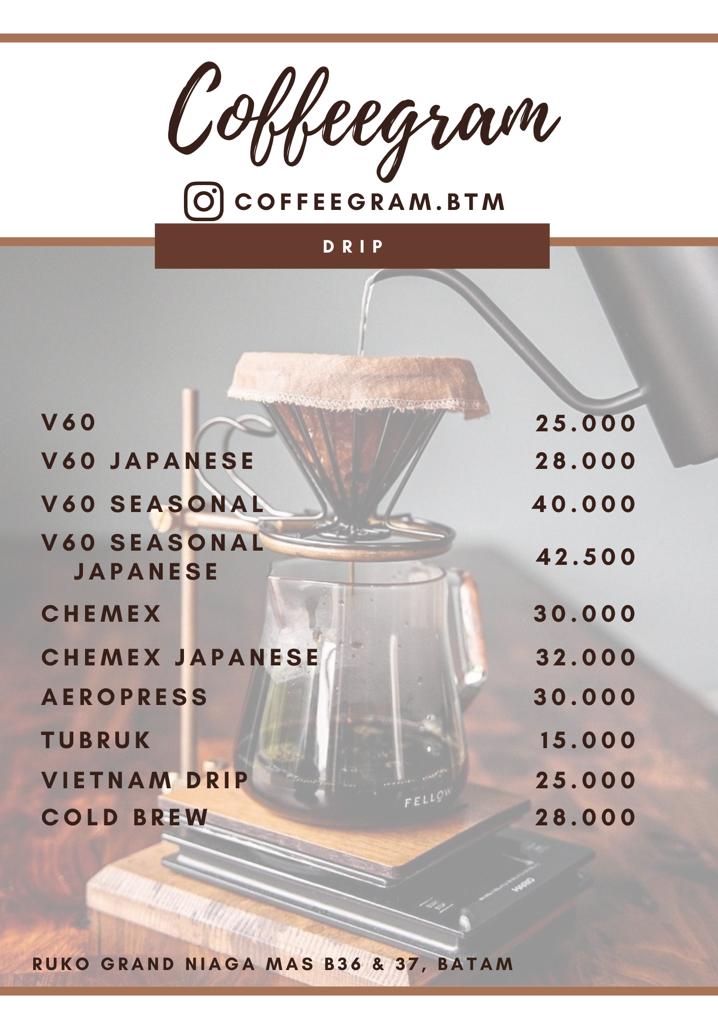 Coffeegram
COFFEEGRAM.BTM
DRIP
V60 25.000
V60 JAPANESE 28.000
V60 SEASONAL 40.000
V60 SEASONAL
JAPANESE 42.500
CHEMEX 30.000
CHEMEX JAPANESE 32.000
AEROPRESS 30.000
TUBRUK 15.000
VIETNAM DRIP 25.000
COLD BREW 28.000
FELLOW
HARIO
RUKO GRAND NIAGA MAS B36 & 37, BATAM